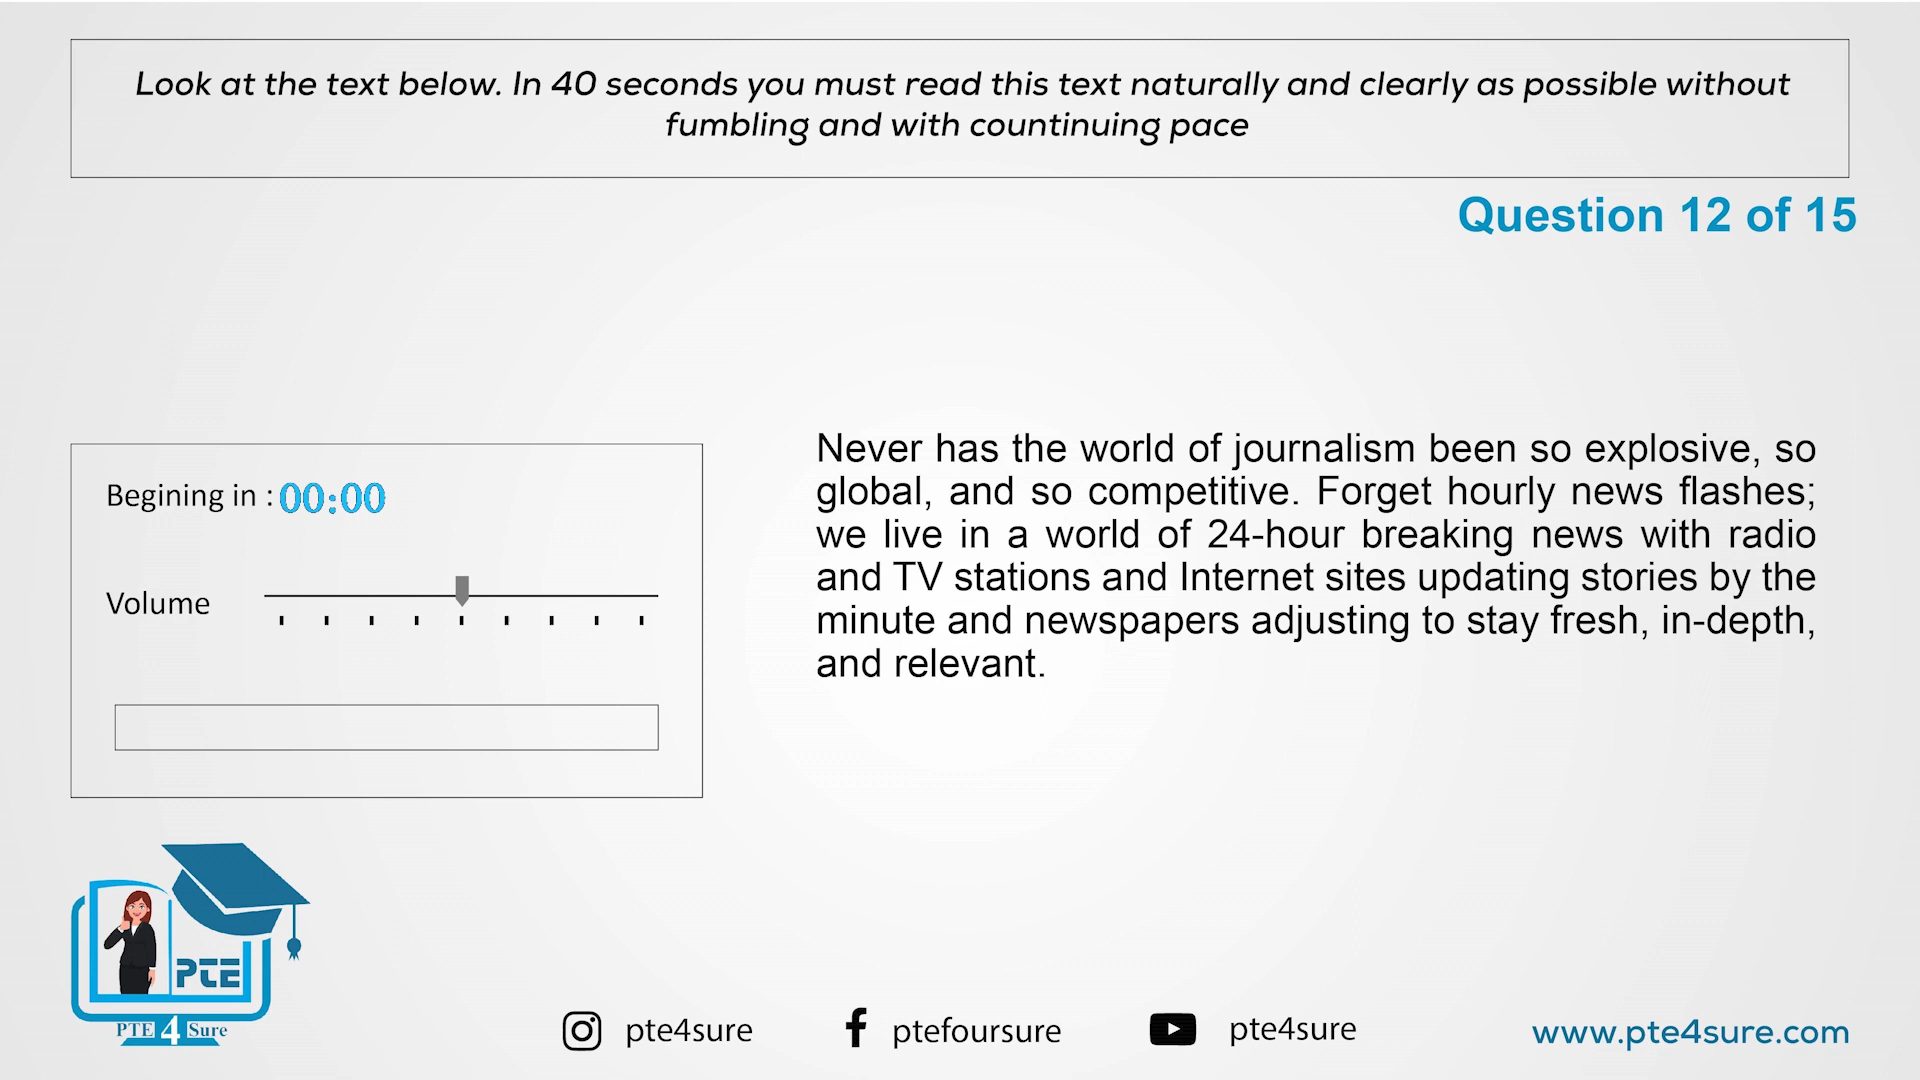 Look at the text below. In 40 seconds you must read this text naturally and clearly as possible without
fumbling and with countinuing pace
Question 12 of 15
Begining in : 00:00
Volume
Never has the world of journalism been so explosive, so
global, and so competitive. Forget hourly news flashes;
we live in a world of 24-hour breaking news with radio
and TV stations and Internet sites updating stories by the
minute and newspapers adjusting to stay fresh, in-depth,
and relevant.
PTE
PTE 4 Sure
pte4sure
ptefoursure
pte4sure
www.pte4sure.com